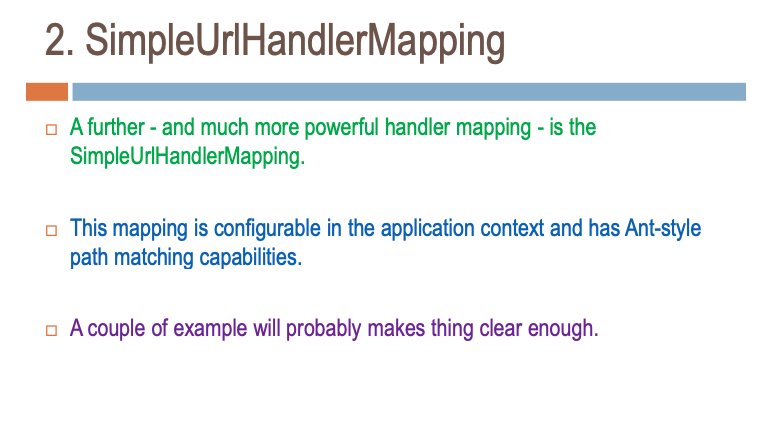 2. SimpleUrlHandlerMapping
A further - and much more powerful handler mapping - is the
SimpleUrlHandlerMapping.
This mapping is configurable in the application context and has Ant-style
path matching capabilities.
A couple of example will probably makes thing clear enough.